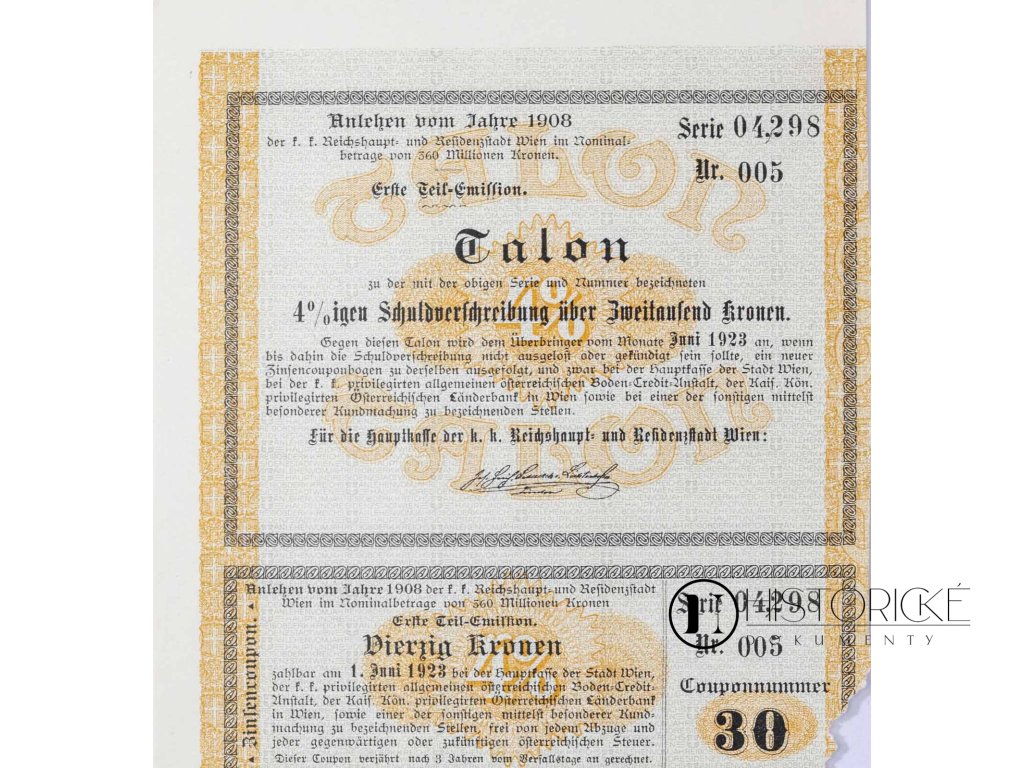 Anlehen vom Jahre 1908
der k. k. Reichshaupt- und Residenzstadt Wien im Nominal-
betrage von 360 Millionen Kronen.
Erste Teil-Emission.
Serie 04,298
Nr. 005
TALON
Talon
zu der mit der obigen Serie und Nummer bezeichneten
4%
4%igen Schuldverschreibung über Zweitausend Kronen.
Gegen diesen Talon wird dem Überbringer vom Monate Juni 1923 an, wenn
bis dahin die Schuldverschreibung nicht ausgelost oder gekündigt sein sollte, ein neuer
Zinsencouponbogen zu derselben ausgefolgt, und zwar bei der Hauptkasse der Stadt Wien,
bei der k. k. privilegirten allgemeinen österreichischen Boden-Credit-Anstalt, der Kais. Kön.
privilegirten Österreichischen Länderbank in Wien sowie bei einer der sonstigen mittelst
besonderer Kundmachung zu bezeichnenden Stellen.
TALON
Für die Hauptkasse der k. k. Reichshaupt- und Residenzstadt Wien:
Anlehen vom Jahre 1908 der k. k. Reichshaupt- und Residenzstadt
Wien im Nominalbetrage von 360 Millionen Kronen
Erste Teil-Emission.
Vierzig Kronen
4%
zahlbar am 1. Juni 1923 bei der Hauptkasse der Stadt Wien,
der k. k. privilegirten allgemeinen österreichischen Boden-Credit-
Anstalt, der Kais. Kön. privilegirten Österreichischen Länderbank
in Wien, sowie einer der sonstigen mittelst besonderer Kund-
machung zu bezeichnenden Stellen, frei von jedem Abzuge und
jeder gegenwärtigen oder zukünftigen österreichischen Steuer.
Dieser Coupon verjährt nach 3 Jahren vom Verfallstage an gerechnet.
Zinsencoupon.
Serie 04,298
Nr. 005
Couponnummer
30
HISTORICKÉ
DOKUMENTY